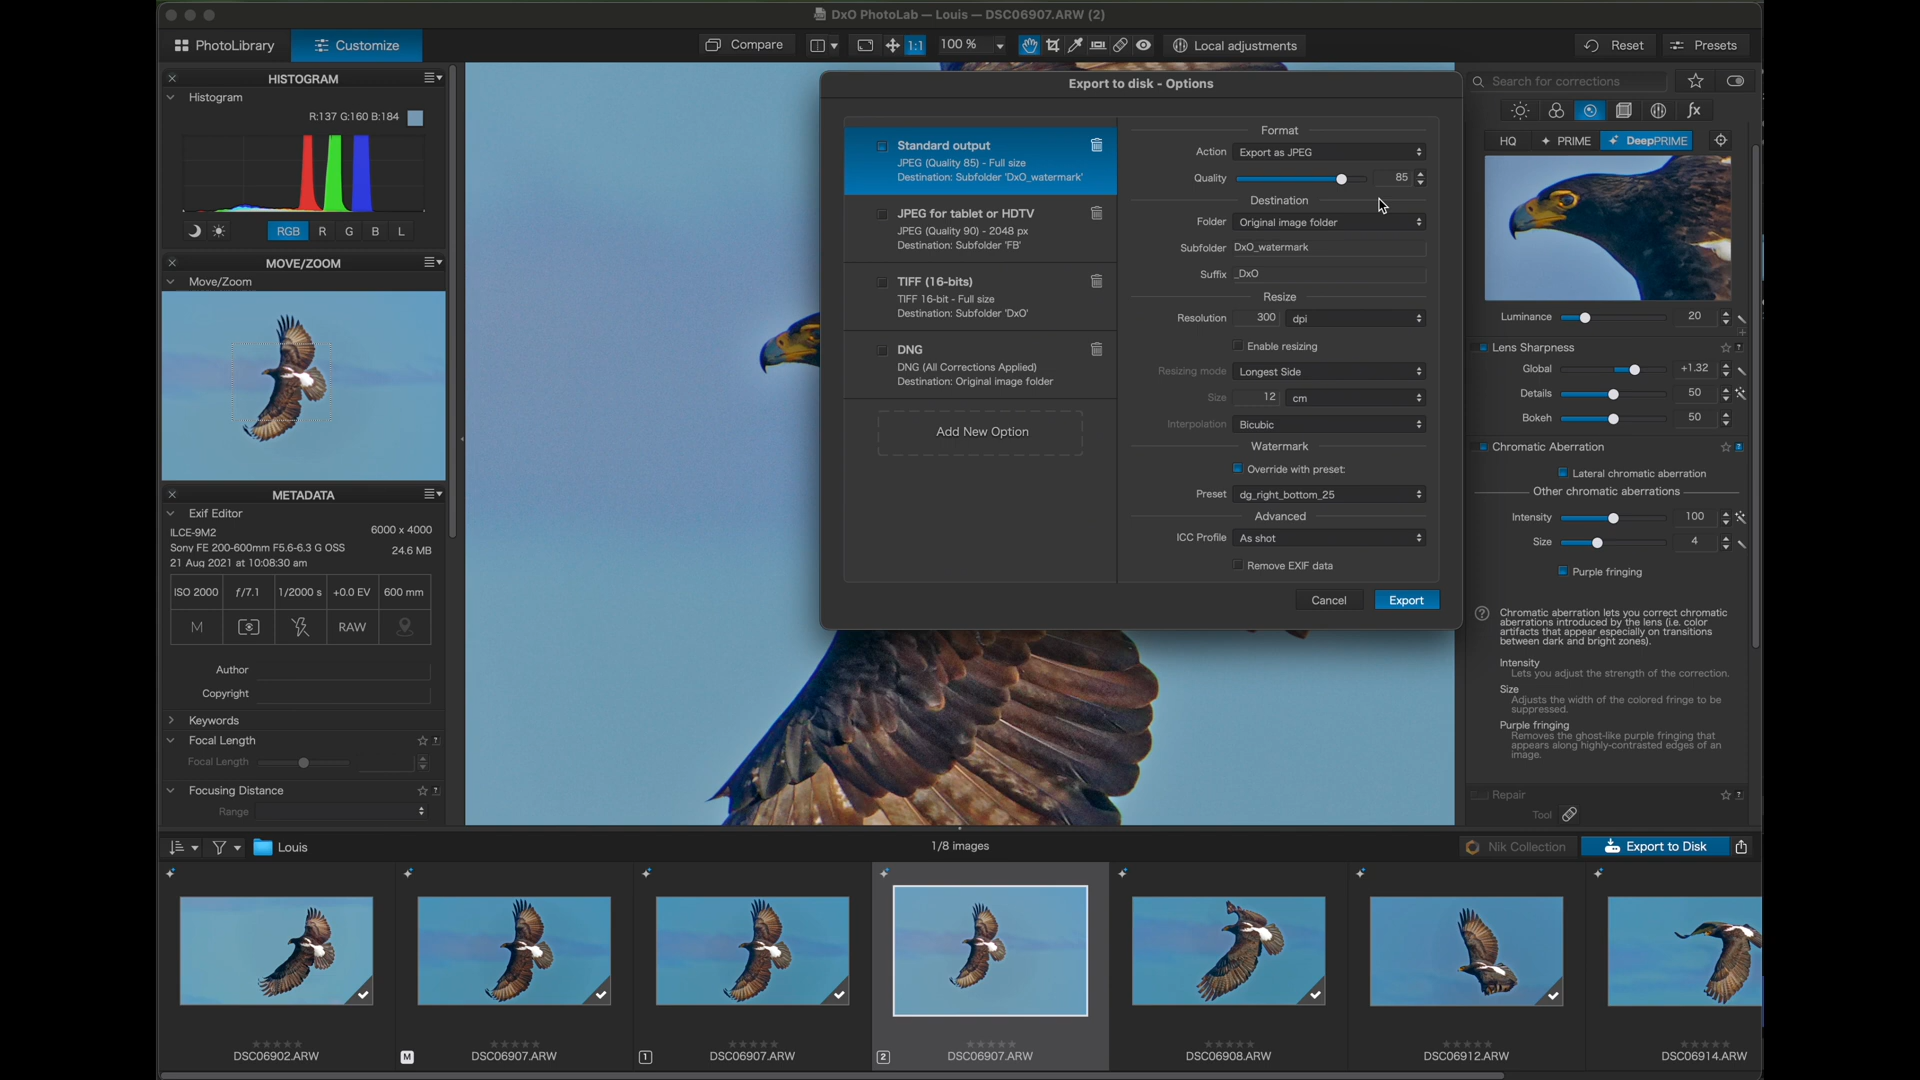 DxO PhotoLab — Louis — DSC06907.ARW (2)
PhotoLibrary
Customize
Compare
1:1
100 %
Local adjustments
Reset
Presets
HISTOGRAM
Histogram
R:137 G:160 B:184
RGB
R
G
B
L
MOVE/ZOOM
Move/Zoom
METADATA
Exif Editor
ILCE-9M2
6000 x 4000
Sony FE 200-600mm F5.6-6.3 G OSS
24.6 MB
21 Aug 2021 at 10:08:30 am
ISO 2000
ƒ/7.1
1/2000 s
+0.0 EV
600 mm
M
RAW
Author
Copyright
Keywords
Focal Length
?
Focal Length
Focusing Distance
?
Range
Export to disk - Options
Standard output
JPEG (Quality 85) - Full size
Destination: Subfolder 'DxO_watermark'
JPEG for tablet or HDTV
JPEG (Quality 90) - 2048 px
Destination: Subfolder 'FB'
TIFF (16-bits)
TIFF 16-bit - Full size
Destination: Subfolder 'DxO'
DNG
DNG (All Corrections Applied)
Destination: Original image folder
Add New Option
Format
Action
Export as JPEG
Quality
85
Destination
Folder
Original image folder
Subfolder
DxO_watermark
Suffix
_DxO
Resize
Resolution
300
dpi
Enable resizing
Resizing mode
Longest Side
Size
12
cm
Interpolation
Bicubic
Watermark
Override with preset:
Preset
dg_right_bottom_25
Advanced
ICC Profile
As shot
Remove EXIF data
Cancel
Export
Search for corrections
fx
HQ
PRIME
DeepPRIME
Luminance
20
Lens Sharpness
?
Global
+1.32
Details
50
Bokeh
50
Chromatic Aberration
?
Lateral chromatic aberration
Other chromatic aberrations
Intensity
100
Size
4
Purple fringing
?
Chromatic aberration lets you correct chromatic
aberrations introduced by the lens (i.e. color
artifacts that appear especially on transitions
between dark and bright zones).
Intensity
Lets you adjust the strength of the correction.
Size
Adjusts the width of the colored fringe to be
suppressed.
Purple fringing
Removes the ghost-like purple fringing that
appears along highly-contrasted edges of an
image.
Repair
?
Tool
Louis
1/8 images
Nik Collection
Export to Disk
DSC06902.ARW
M
DSC06907.ARW
1
DSC06907.ARW
2
DSC06907.ARW
DSC06908.ARW
DSC06912.ARW
DSC06914.ARW